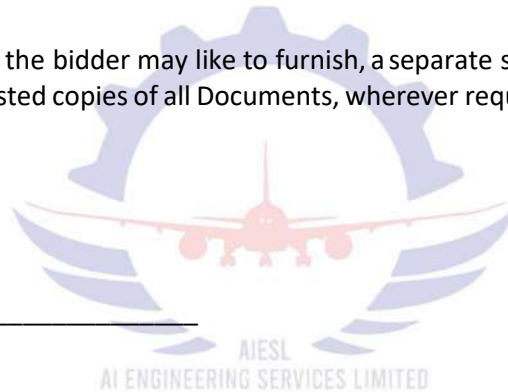 the bidder may like to furnish, a separate s
sted copies of all Documents, wherever requ
AIESL
AI ENGINEERING SERVICES LIMITED